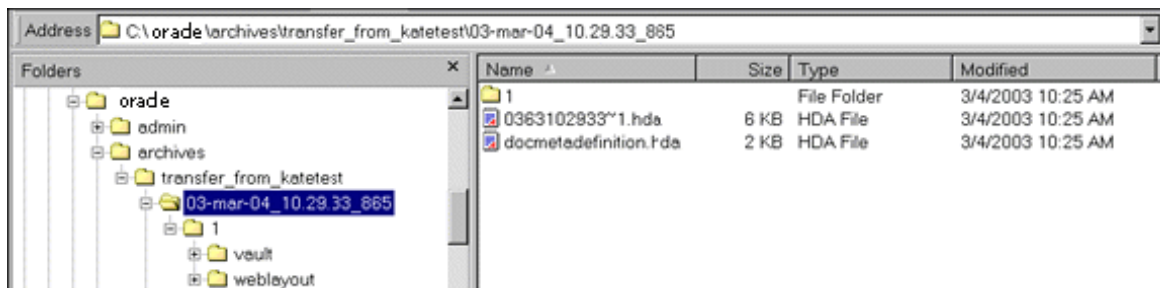 Address C:\oracle\archives\transfer_from_katetest\03-mar-04_10.29.33_865
Folders × Name Size Type Modified
oracle
admin
archives
transfer_from_katetest
03-mar-04_10.29.33_865
1
vault
weblayout
1 File Folder 3/4/2003 10:25 AM
0363102933~1.hda 6 KB HDA File 3/4/2003 10:25 AM
docmetadefinition.hda 2 KB HDA File 3/4/2003 10:25 AM